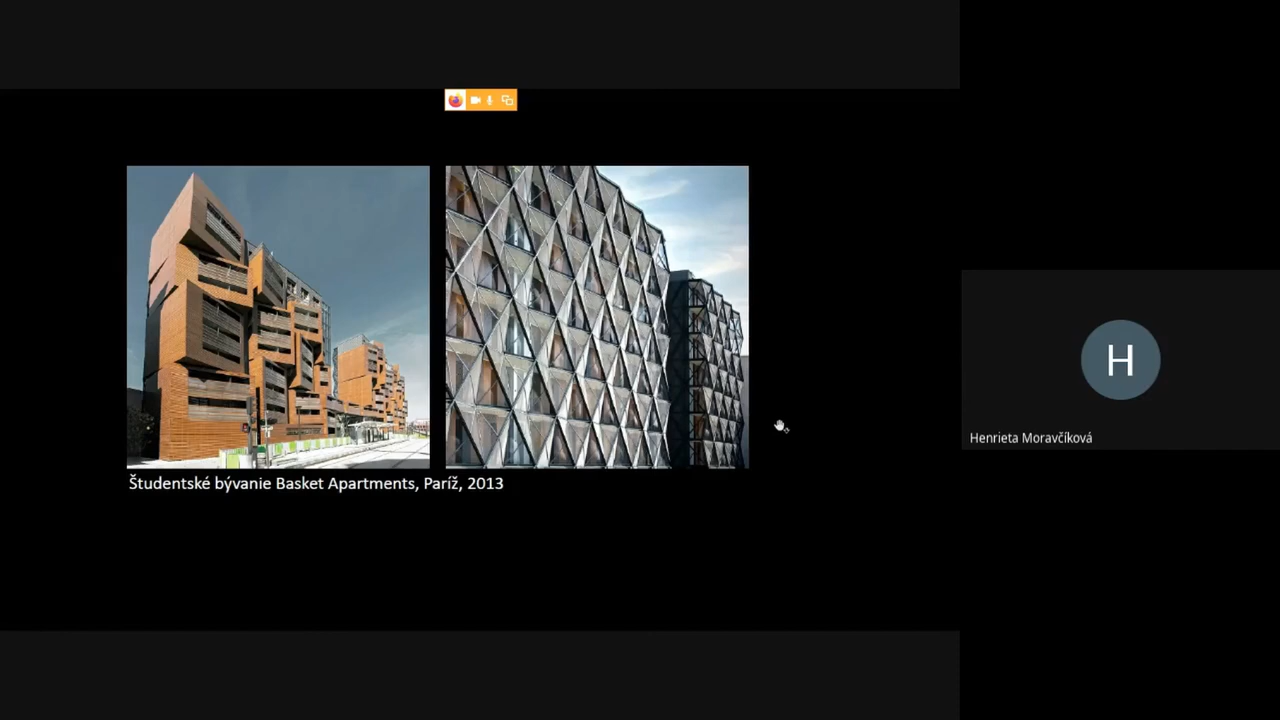 Študentské bývanie Basket Apartments, Paríž, 2013
H
Henrieta Moravčíková